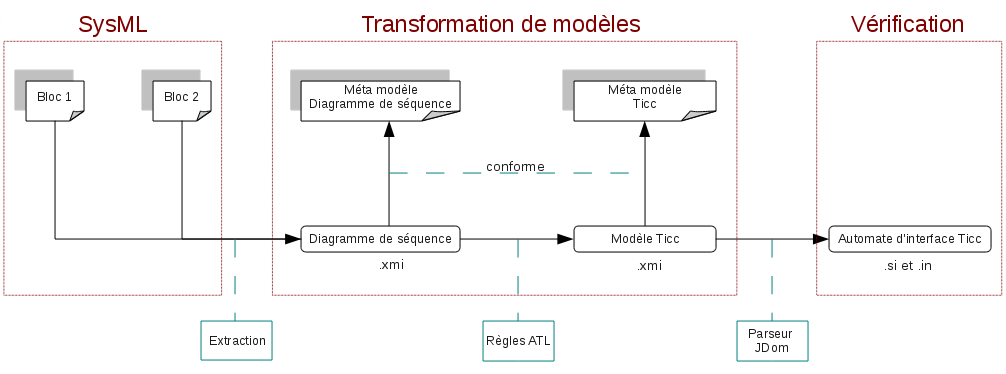 SysML
Transformation de modèles
Vérification
Bloc 1
Bloc 2
Méta modèle
Diagramme de séquence
Méta modèle
Ticc
conforme
Diagramme de séquence
Modèle Ticc
Automate d'interface Ticc
.xmi
.xmi
.si et .in
Extraction
Règles ATL
Parseur
JDom